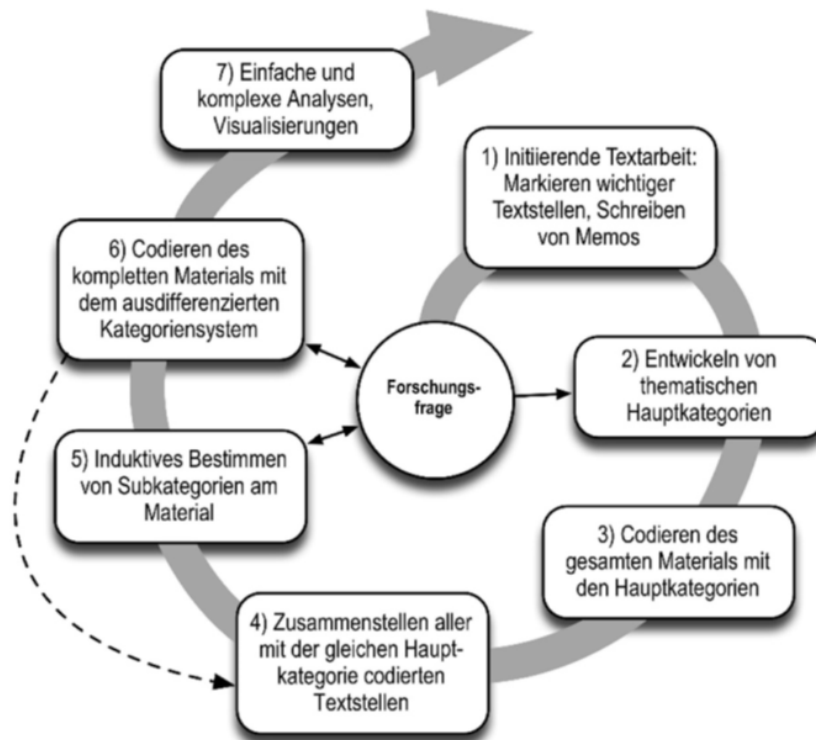 1) Initiierende Textarbeit:
Markieren wichtiger
Textstellen, Schreiben
von Memos
2) Entwickeln von
thematischen
Hauptkategorien
3) Codieren des
gesamten Materials mit
den Hauptkategorien
4) Zusammenstellen aller
mit der gleichen Haupt-
kategorie codierten
Textstellen
5) Induktives Bestimmen
von Subkategorien am
Material
6) Codieren des
kompletten Materials mit
dem ausdifferenzierten
Kategoriensystem
7) Einfache und
komplexe Analysen,
Visualisierungen
Forschungs-
frage